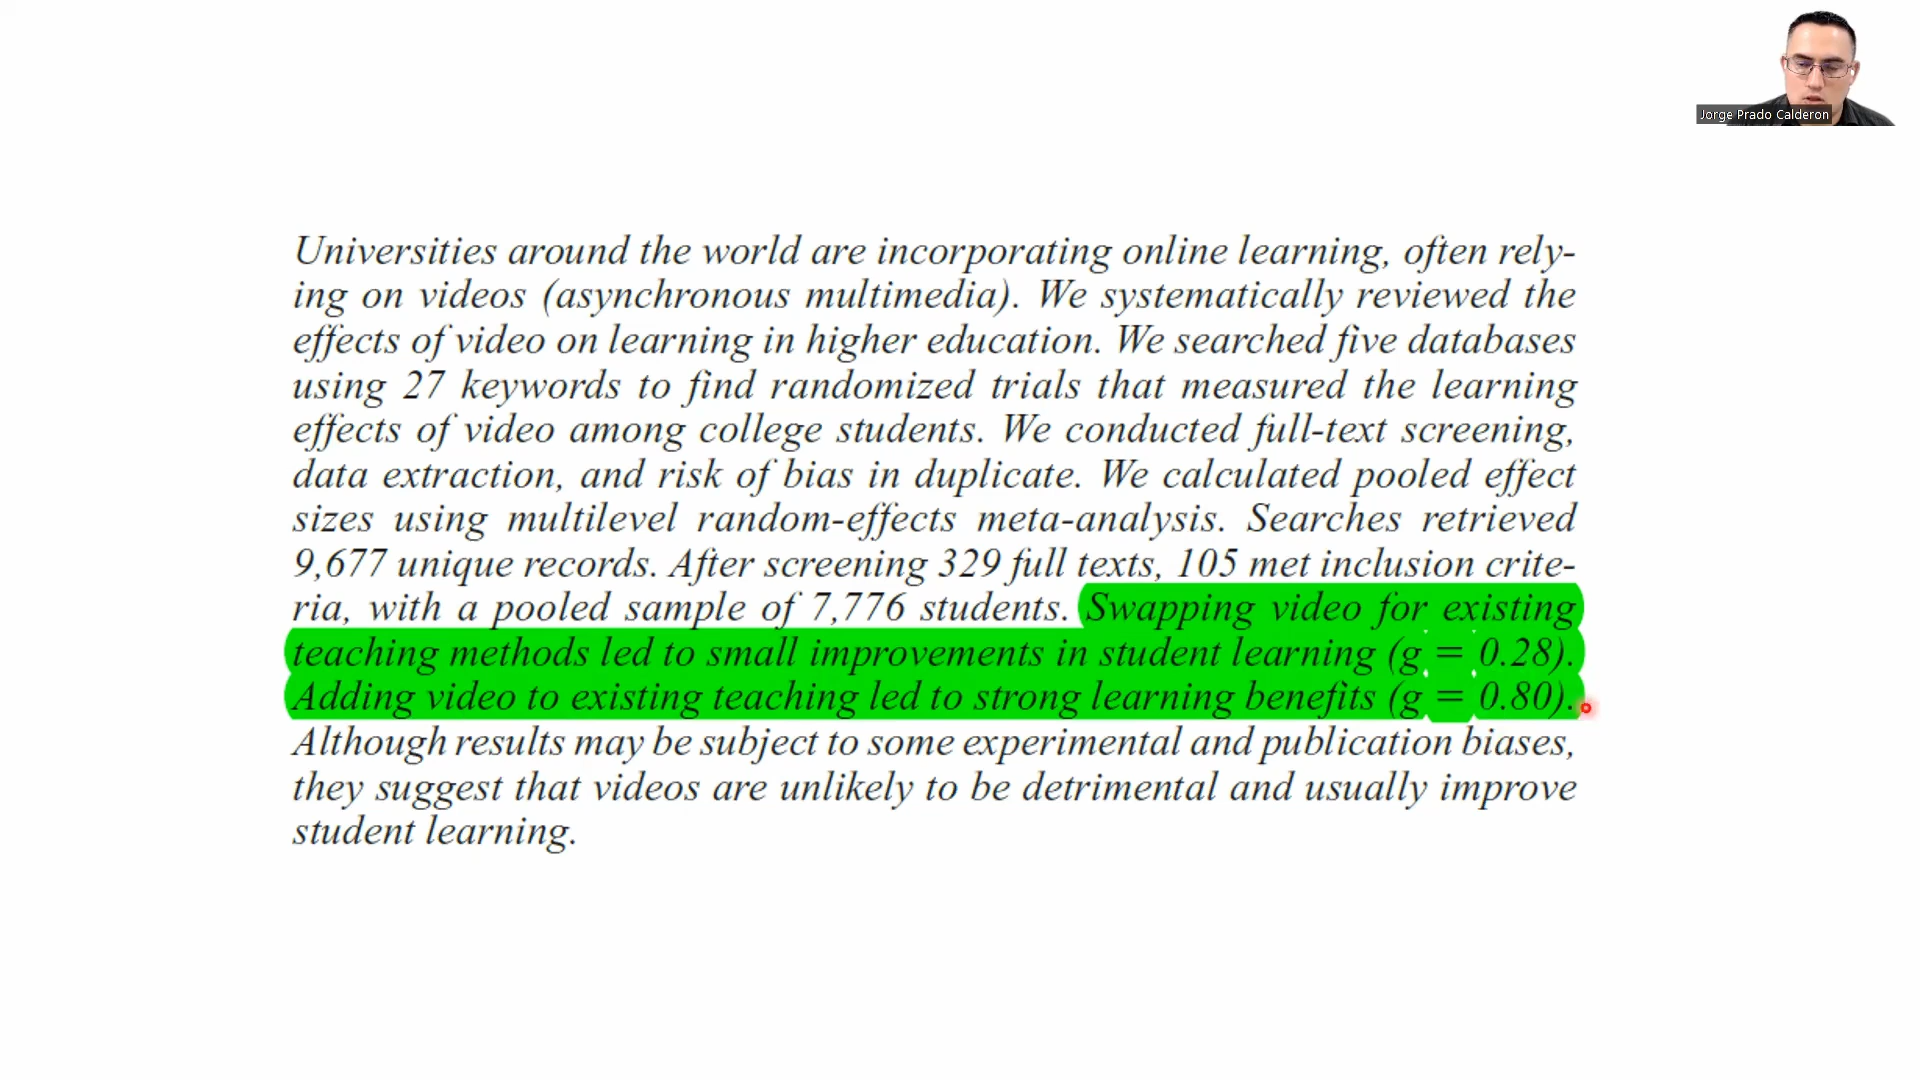 Jorge Prado Calderon
Universities around the world are incorporating online learning, often rely-
ing on videos (asynchronous multimedia). We systematically reviewed the
effects of video on learning in higher education. We searched five databases
using 27 keywords to find randomized trials that measured the learning
effects of video among college students. We conducted full-text screening,
data extraction, and risk of bias in duplicate. We calculated pooled effect
sizes using multilevel random-effects meta-analysis. Searches retrieved
9,677 unique records. After screening 329 full texts, 105 met inclusion crite-
ria, with a pooled sample of 7,776 students. Swapping video for existing
teaching methods led to small improvements in student learning (g = 0.28).
Adding video to existing teaching led to strong learning benefits (g = 0.80).
Although results may be subject to some experimental and publication biases,
they suggest that videos are unlikely to be detrimental and usually improve
student learning.